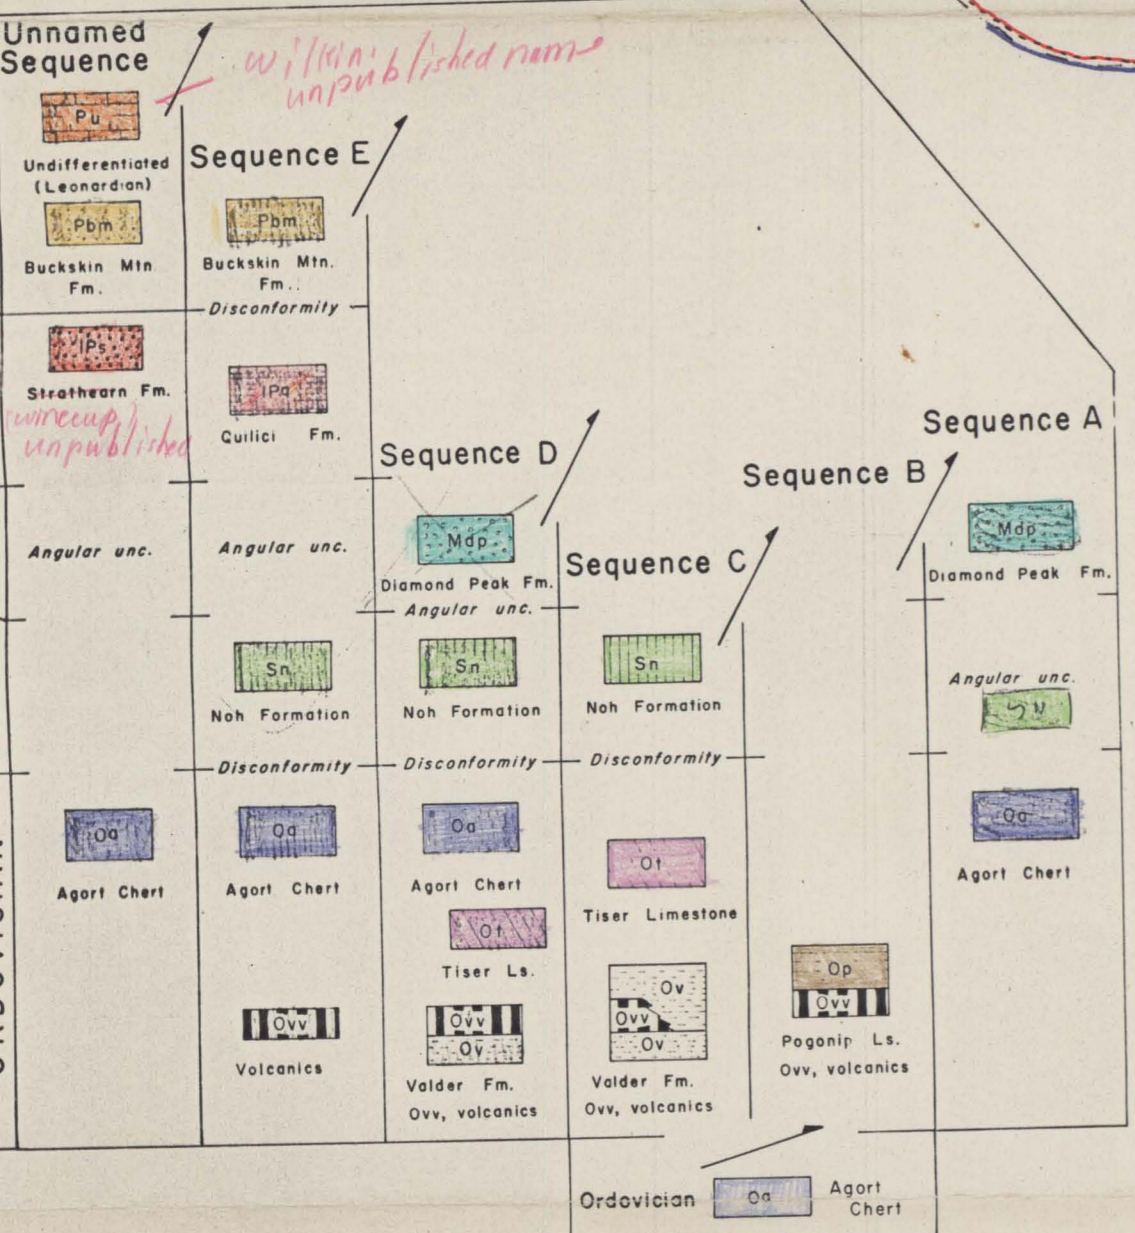 Unnamed
Sequence
wilkin:
unpublished name
Pu
Undifferentiated
(Leonardian)
Pbm
Buckskin Mtn
Fm.
IPs
Strathearn Fm.
(winecup,)
unpublished
Angular unc.
Oa
Agort Chert
Sequence E
Pbm
Buckskin Mtn.
Fm.
Disconformity
IPq
Quilici Fm.
Angular unc.
Sn
Noh Formation
Disconformity
Oa
Agort Chert
Ovv
Volcanics
Sequence D
Mdp
Diamond Peak Fm.
Angular unc.
Sn
Noh Formation
Disconformity
Oa
Agort Chert
Ot
Tiser Ls.
Ovv
Ov
Valder Fm.
Ovv, volcanics
Sequence C
Sn
Noh Formation
Disconformity
Ot
Tiser Limestone
Ov
Ovv
Ov
Valder Fm.
Ovv, volcanics
Sequence B
Op
Ovv
Pogonip Ls.
Ovv, volcanics
Sequence A
Mdp
Diamond Peak Fm.
Angular unc.
SN
Oa
Agort Chert
Ordovician
Oa
Agort
Chert